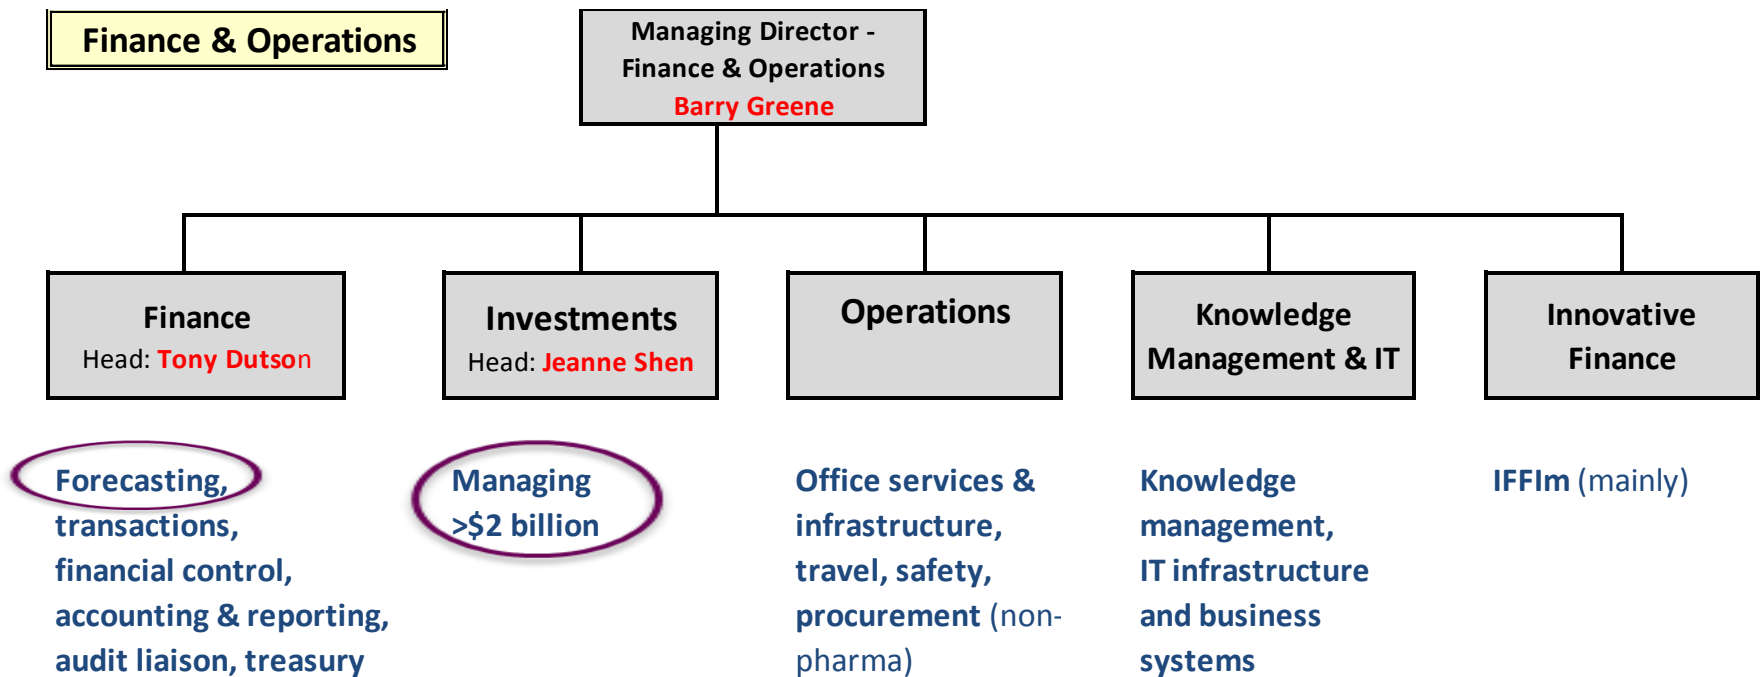 Finance & Operations
Managing Director -
Finance & Operations
Barry Greene
Finance
Head: Tony Dutson
Investments
Head: Jeanne Shen
Operations
Knowledge
Management & IT
Innovative
Finance
Forecasting,
transactions,
financial control,
accounting & reporting,
audit liaison, treasury
Managing
>$2 billion
Office services &
infrastructure,
travel, safety,
procurement (non-
pharma)
Knowledge
management,
IT infrastructure
and business
systems
IFFIm (mainly)